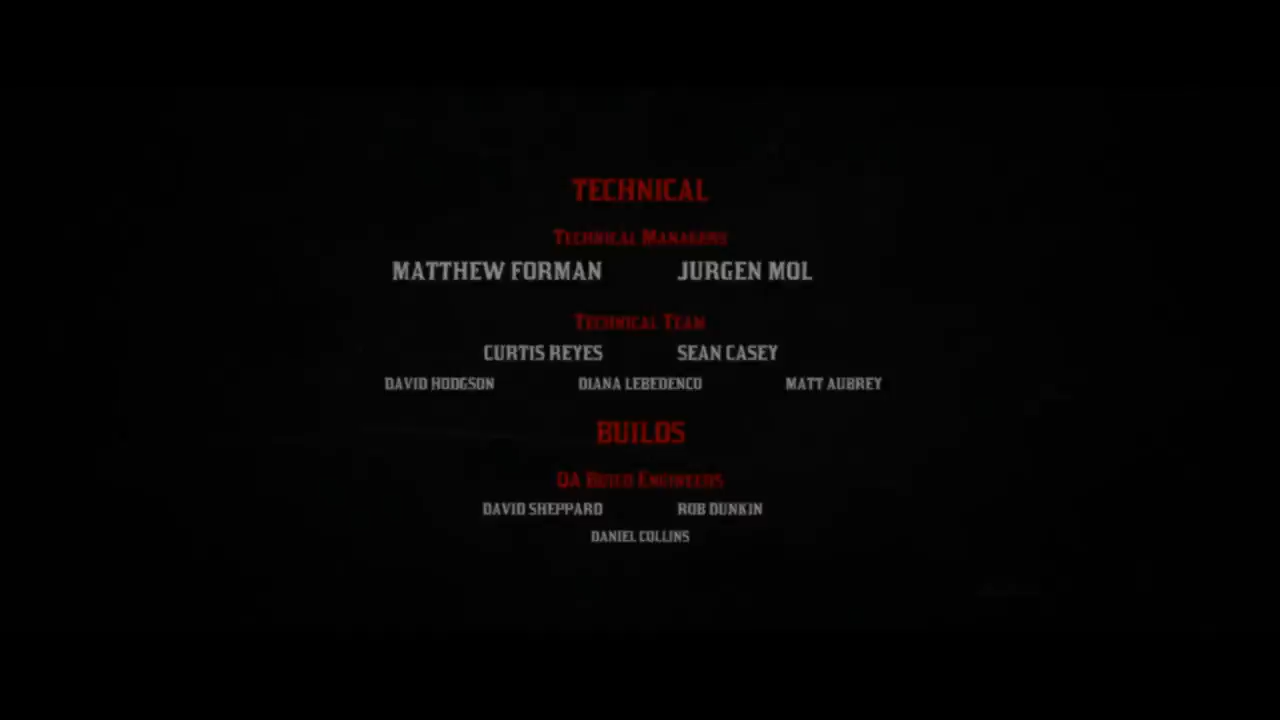 TECHNICAL
TECHNICAL MANAGERS
MATTHEW FORMAN JURGEN MOL
TECHNICAL TEAM
CURTIS REYES SEAN CASEY
DAVID HODGSON DIANA LEBEDENCO MATT AUBREY
BUILDS
QA BUILD ENGINEERS
DAVID SHEPPARD ROB DUNKIN
DANIEL COLLINS